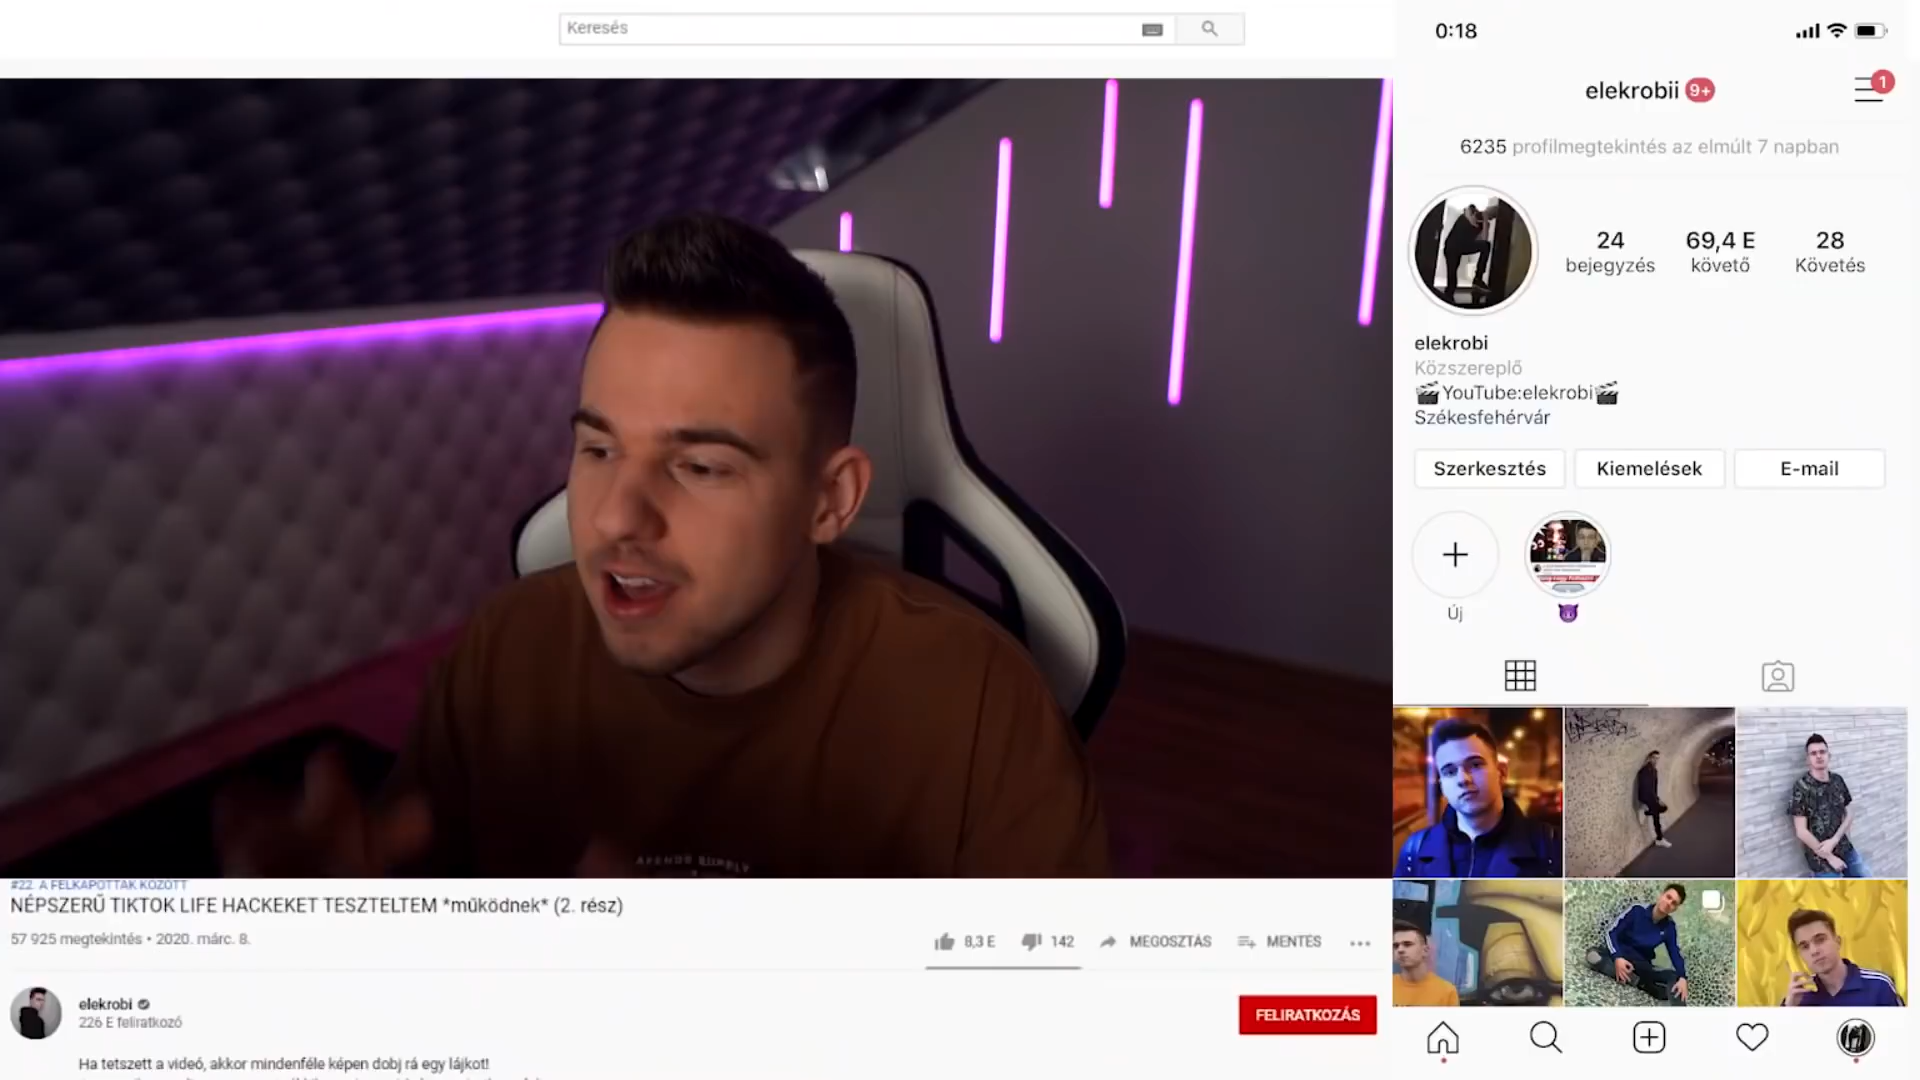 Keresés
#22 A FELKAPOTTAK KÖZÖTT
NÉPSZERŰ TIKTOK LIFE HACKEKET TESZTELTEM *működnek* (2. rész)
57 925 megtekintés • 2020. márc. 8.
8,3 E
142
MEGOSZTÁS
MENTÉS
elekrobi
226 E feliratkozó
FELIRATKOZÁS
Ha tetszett a videó, akkor mindenféle képen dobj rá egy lájkot!
0:18
elekrobii 9+
1
6235 profilmegtekintés az elmúlt 7 napban
24 69,4 E 28
bejegyzés követő Követés
elekrobi
Közszereplő
🎬YouTube:elekrobi🎬
Székesfehérvár
Szerkesztés Kiemelések E-mail
Új 😈